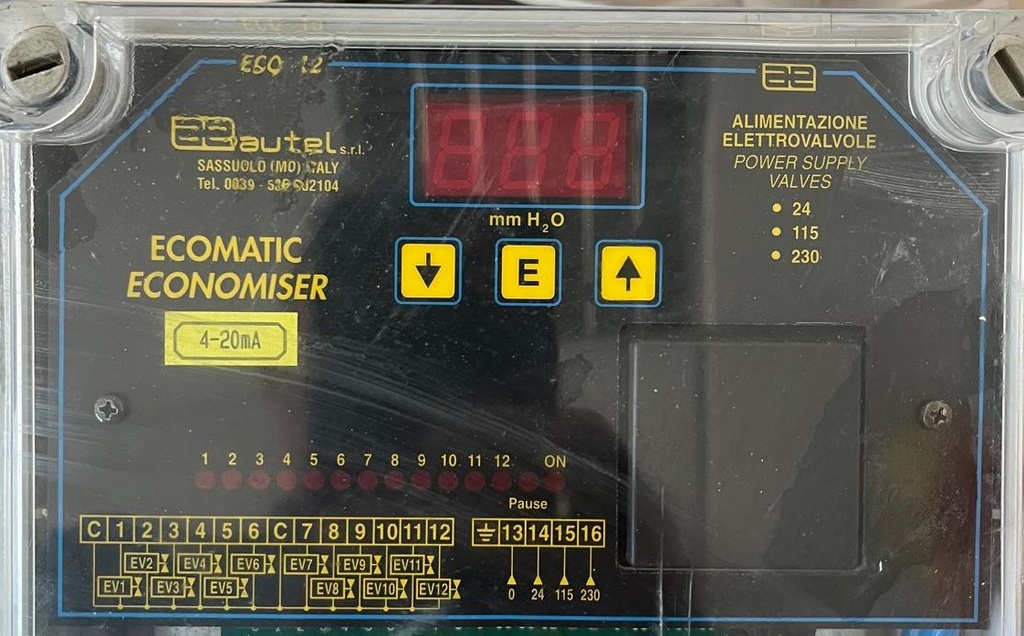 ECO 12
autel s.r.l.
SASSUOLO (MO) ITALY
Tel. 0039 -
888
mm H2O
E
ALIMENTAZIONE
ELETTROVALVOLE
POWER SUPPLY
VALVES
24
115
230
ECOMATIC
ECONOMISER
4-20mA
1 2 3 4 5 6 7 8 9 10 11 12 ON
Pause
C 1 2 3 4 5 6 C 7 8 9 10 11 12
13 14 15 16
EV2 EV4 EV6 EV7 EV9 EV11
EV1 EV3 EV5 EV8 EV10 EV12
0 24 115 230